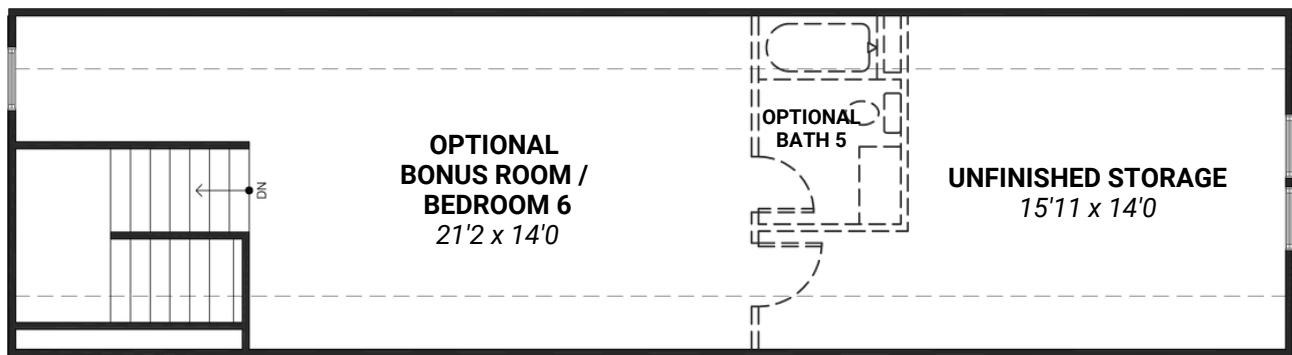 OPTIONAL
BONUS ROOM /
BEDROOM 6
21'2 x 14'0
OPTIONAL
BATH 5
UNFINISHED STORAGE
15'11 x 14'0
DN